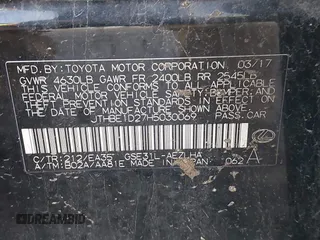 MFD. BY: TOYOTA MOTOR CORPORATION 03/17
GVWR 4630LB GAWR FR 2400LB RR 2545LB
THIS VEHICLE CONFORMS TO ALL APPLICABLE
FEDERAL MOTOR VEHICLE SAFETY, BUMPER, AND
THEFT PREVENTION STANDARDS IN EFFECT ON THE
DATE OF MANUFACTURE SHOWN ABOVE.
JTHBE1D27H5030069 PASS.CAR
C/TR: 212/EA35 GSE31L-AEZLHA
A/TM: B02A/AA81E MADE IN JAPAN 062 A